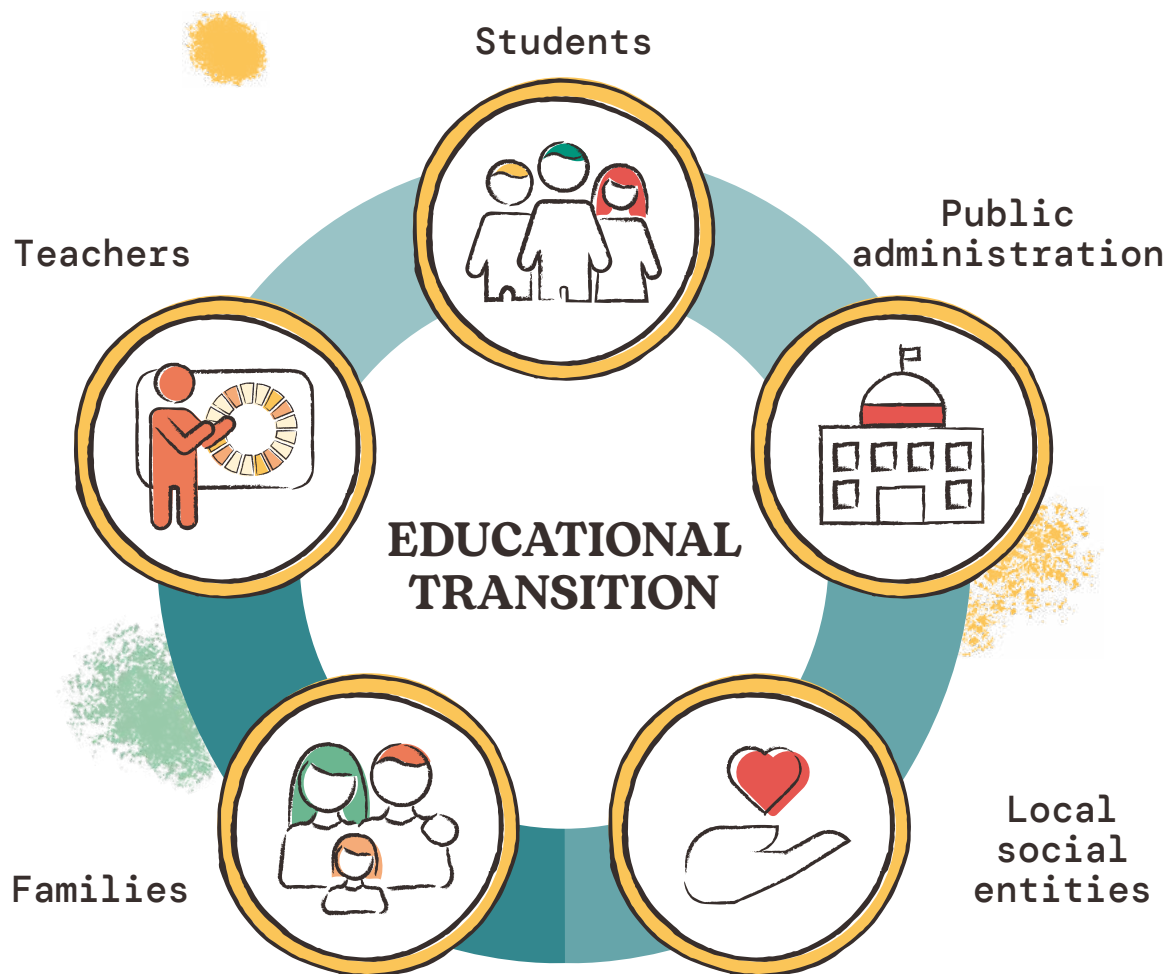 Students
Public
administration
Teachers
EDUCATIONAL
TRANSITION
Local
social
entities
Families